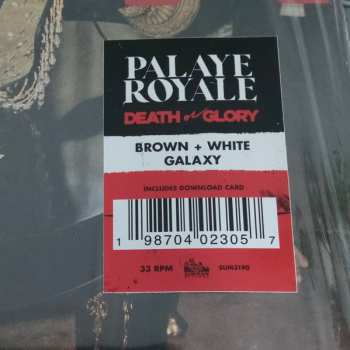 PALAYE
ROYALE
DEATH or GLORY
BROWN + WHITE
GALAXY
INCLUDES DOWNLOAD CARD
1 98704 02305 7
33 RPM SUM3190